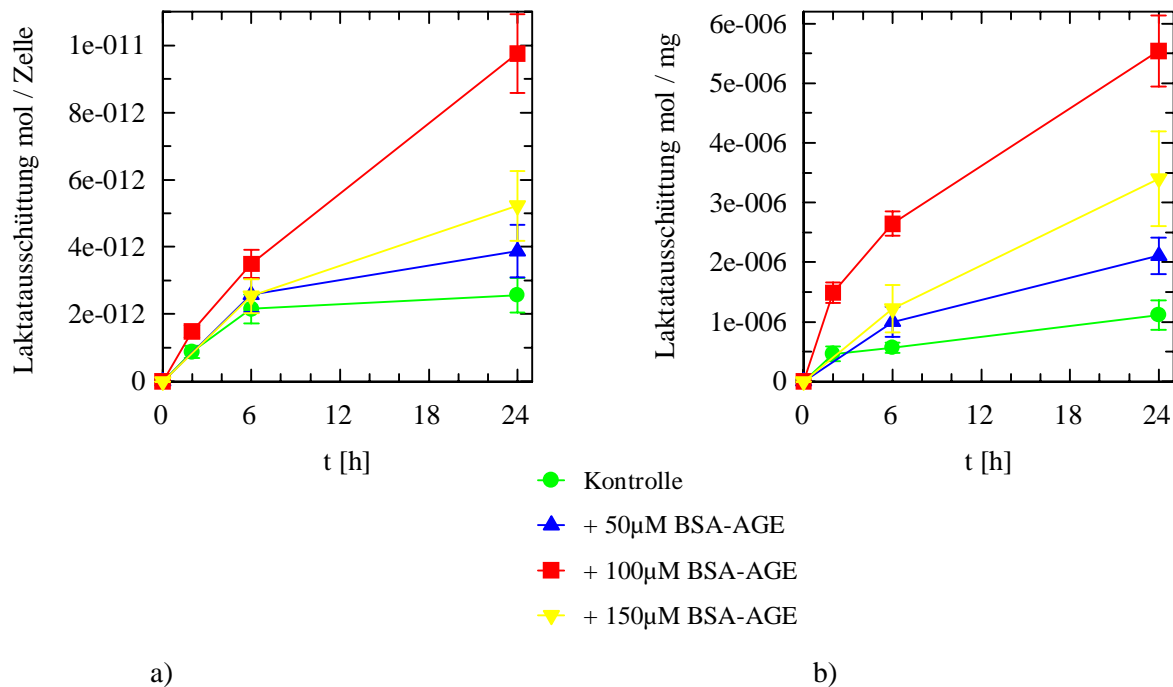 Laktatausschüttung mol / Zelle
1e-011
8e-012
6e-012
4e-012
2e-012
0
0 6 12 18 24
t [h]
Laktatausschüttung mol / mg
6e-006
5e-006
4e-006
3e-006
2e-006
1e-006
0
0 6 12 18 24
t [h]
Kontrolle
+ 50µM BSA-AGE
+ 100µM BSA-AGE
+ 150µM BSA-AGE
a)
b)